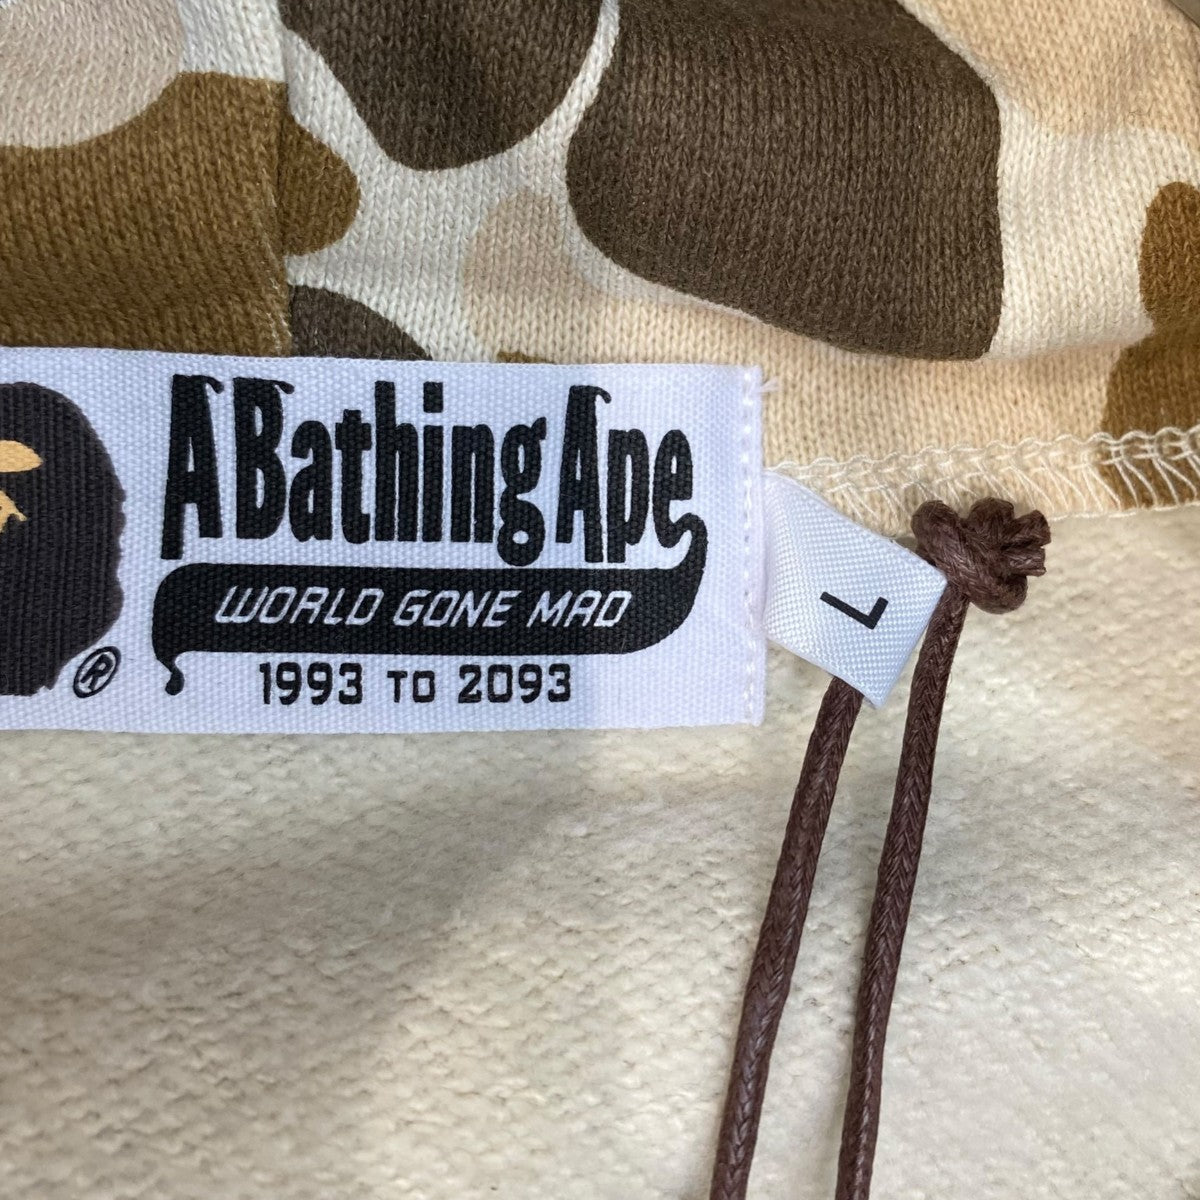 A Bathing Ape
WORLD GONE MAD
1993 TO 2093
®
L